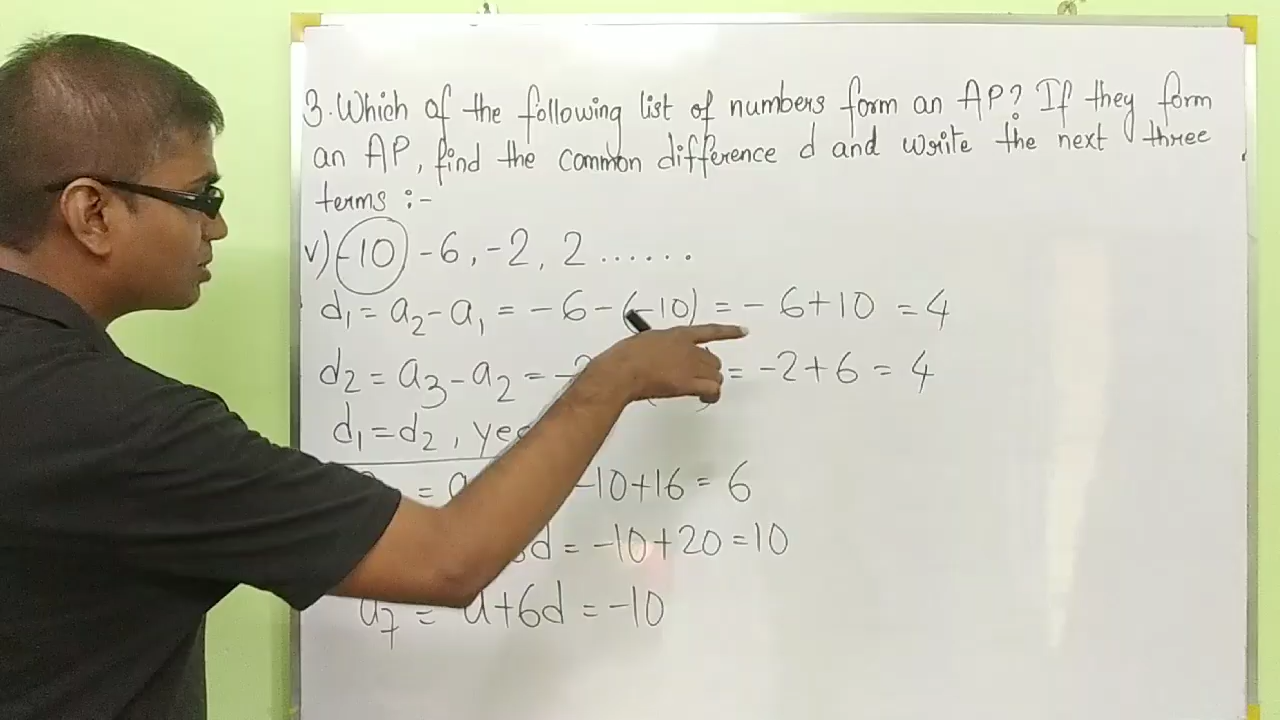 3. Which of the following list of numbers form an AP? If they form
an AP, find the common difference d and write the next three
terms :-
v) -10 -6, -2, 2 ......
d₁ = a₂ - a₁ = -6 - (-10) = - 6+10 = 4
d₂ = a₃ - a₂ = -2 = -2+6 = 4
d₁ = d₂ , yes
= a -10+16 = 6
d = -10+20 = 10
a₇ = a+6d = -10